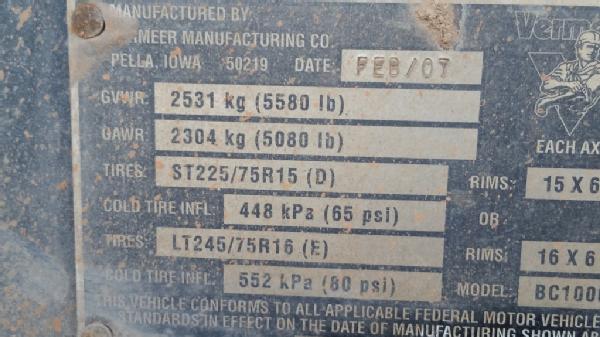 MANUFACTURED BY
VERMEER MANUFACTURING CO.
PELLA, IOWA 50219 DATE: FEB/07
GVWR: 2531 kg (5580 lb)
GAWR: 2304 kg (5080 lb)
EACH AX
TIRES: ST225/75R15 (D) RIMS: 15 X 6
COLD TIRE INFL. 448 kPa (65 psi) OR:
TIRES: LT245/75R16 (E) RIMS: 16 X 6
COLD TIRE INFL. 552 kPa (80 psi) MODEL: BC100
THIS VEHICLE CONFORMS TO ALL APPLICABLE FEDERAL MOTOR VEHICLE
STANDARDS IN EFFECT ON THE DATE OF MANUFACTURING SHOWN AB